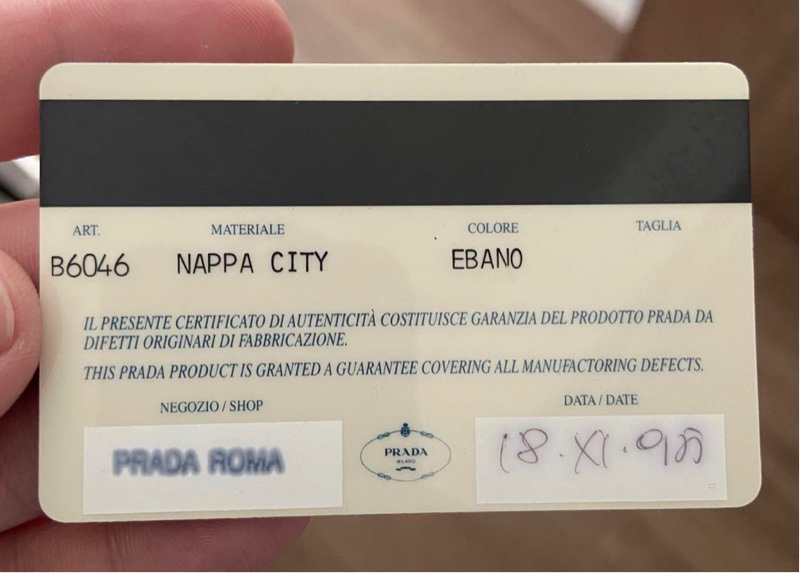 ART. MATERIALE COLORE TAGLIA
B6046 NAPPA CITY EBANO
IL PRESENTE CERTIFICATO DI AUTENTICITÀ COSTITUISCE GARANZIA DEL PRODOTTO PRADA DA
DIFETTI ORIGINARI DI FABBRICAZIONE.
THIS PRADA PRODUCT IS GRANTED A GUARANTEE COVERING ALL MANUFACTORING DEFECTS.
NEGOZIO / SHOP
PRADA ROMA
PRADA
MILANO
DATA / DATE
18.XI.